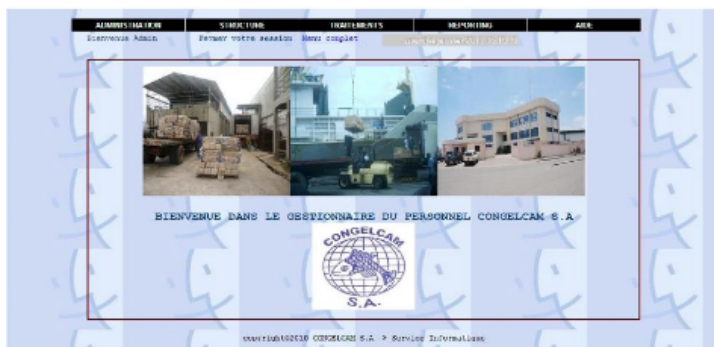 ADMINISTRATION STRUCTURE TRAITEMENTS REPORTING AIDE
Bienvenue Admin Fermer votre session Menu complet
BIENVENUE DANS LE GESTIONNAIRE DU PERSONNEL CONGELCAM S.A
CONGELCAM
S.A.
copyright©2010 CONGELCAM S.A -> Service Informatique